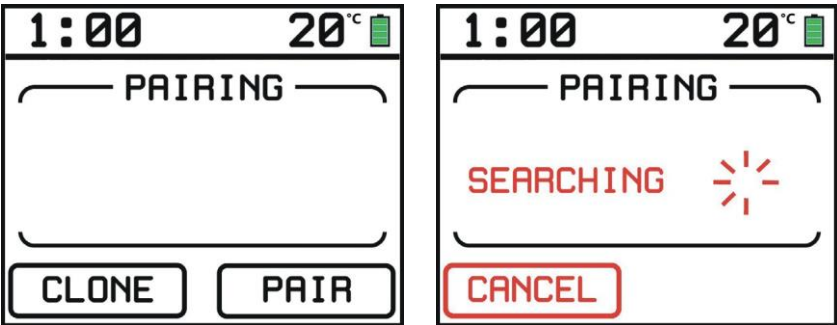 1:00 20°C
PAIRING
CLONE PAIR
1:00 20°C
PAIRING
SEARCHING
CANCEL